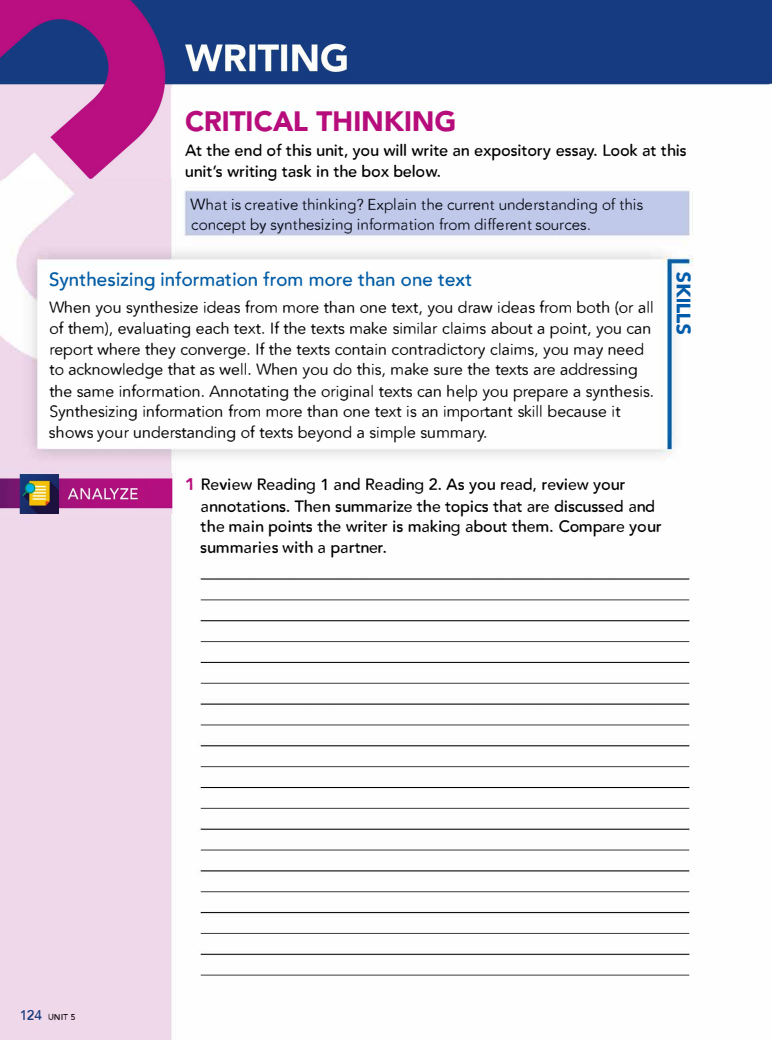 WRITING
CRITICAL THINKING
At the end of this unit, you will write an expository essay. Look at this
unit's writing task in the box below.
What is creative thinking? Explain the current understanding of this
concept by synthesizing information from different sources.
Synthesizing information from more than one text
When you synthesize ideas from more than one text, you draw ideas from both (or all
of them), evaluating each text. If the texts make similar claims about a point, you can
report where they converge. If the texts contain contradictory claims, you may need
to acknowledge that as well. When you do this, make sure the texts are addressing
the same information. Annotating the original texts can help you prepare a synthesis.
Synthesizing information from more than one text is an important skill because it
shows your understanding of texts beyond a simple summary.
SKILLS
ANALYZE
1 Review Reading 1 and Reading 2. As you read, review your
annotations. Then summarize the topics that are discussed and
the main points the writer is making about them. Compare your
summaries with a partner.
124 UNIT 5